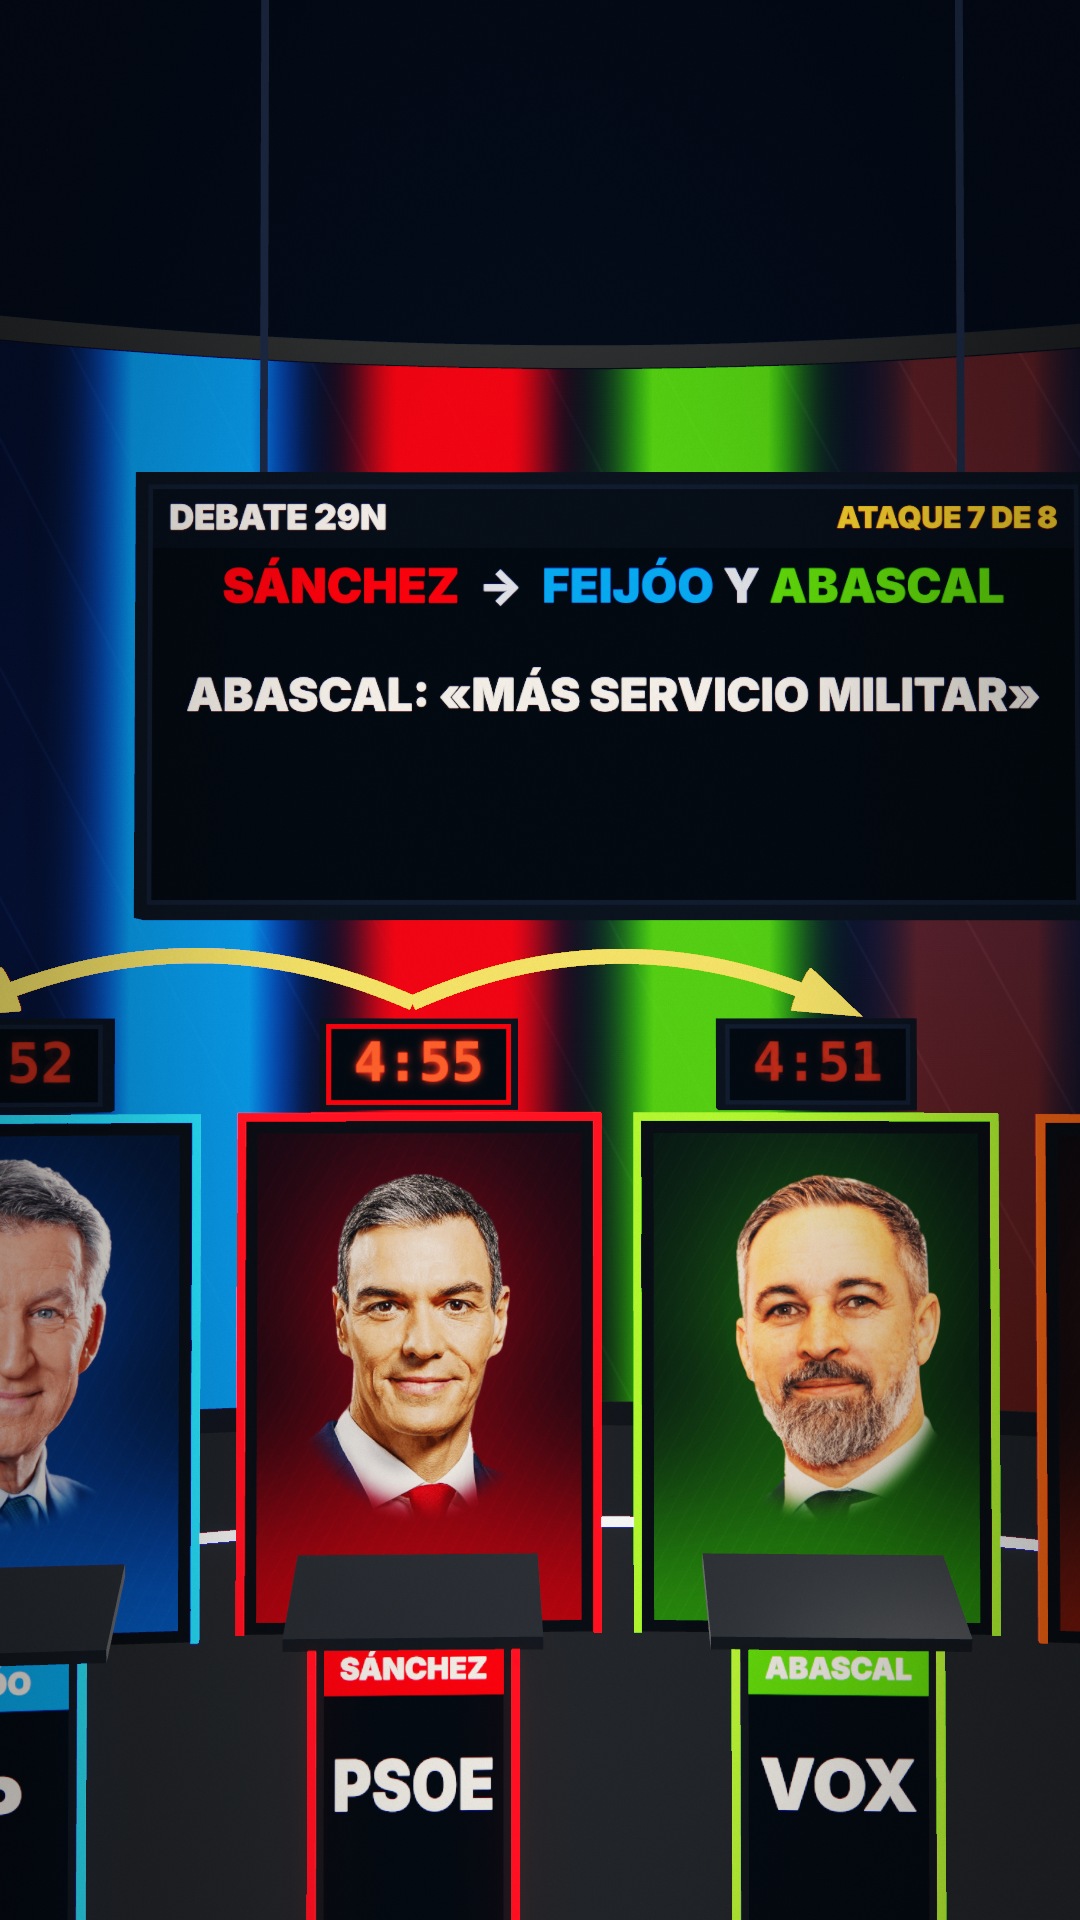 DEBATE 29N
ATAQUE 7 DE 8
SÁNCHEZ → FEIJÓO Y ABASCAL
ABASCAL: «MÁS SERVICIO MILITAR»
52
4:55
4:51
SÁNCHEZ
ABASCAL
PSOE
VOX